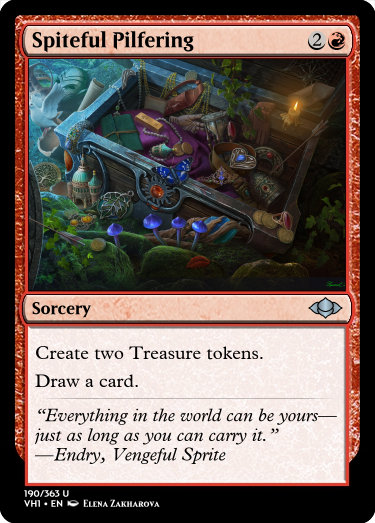 Spiteful Pilfering 2
Sorcery
Create two Treasure tokens.
Draw a card.
“Everything in the world can be yours—
just as long as you can carry it.”
—Endry, Vengeful Sprite
190/363 U
VH1 • EN Elena Zakharova